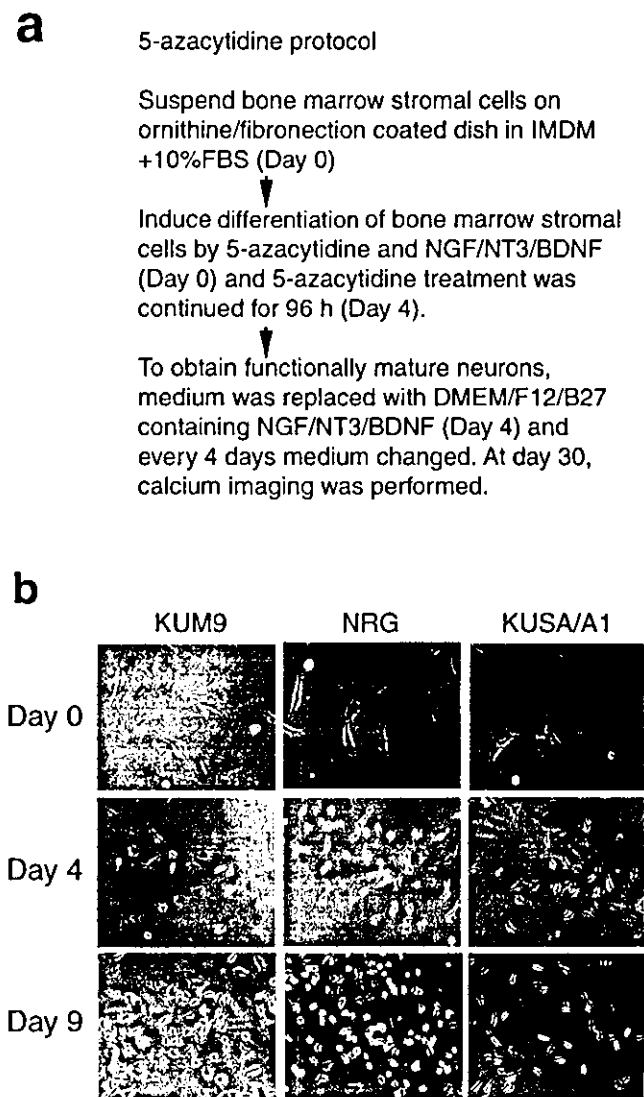 a
5-azacytidine protocol
Suspend bone marrow stromal cells on
ornithine/fibronection coated dish in IMDM
+10%FBS (Day 0)
Induce differentiation of bone marrow stromal
cells by 5-azacytidine and NGF/NT3/BDNF
(Day 0) and 5-azacytidine treatment was
continued for 96 h (Day 4).
To obtain functionally mature neurons,
medium was replaced with DMEM/F12/B27
containing NGF/NT3/BDNF (Day 4) and
every 4 days medium changed. At day 30,
calcium imaging was performed.
b
KUM9 NRG KUSA/A1
Day 0
Day 4
Day 9